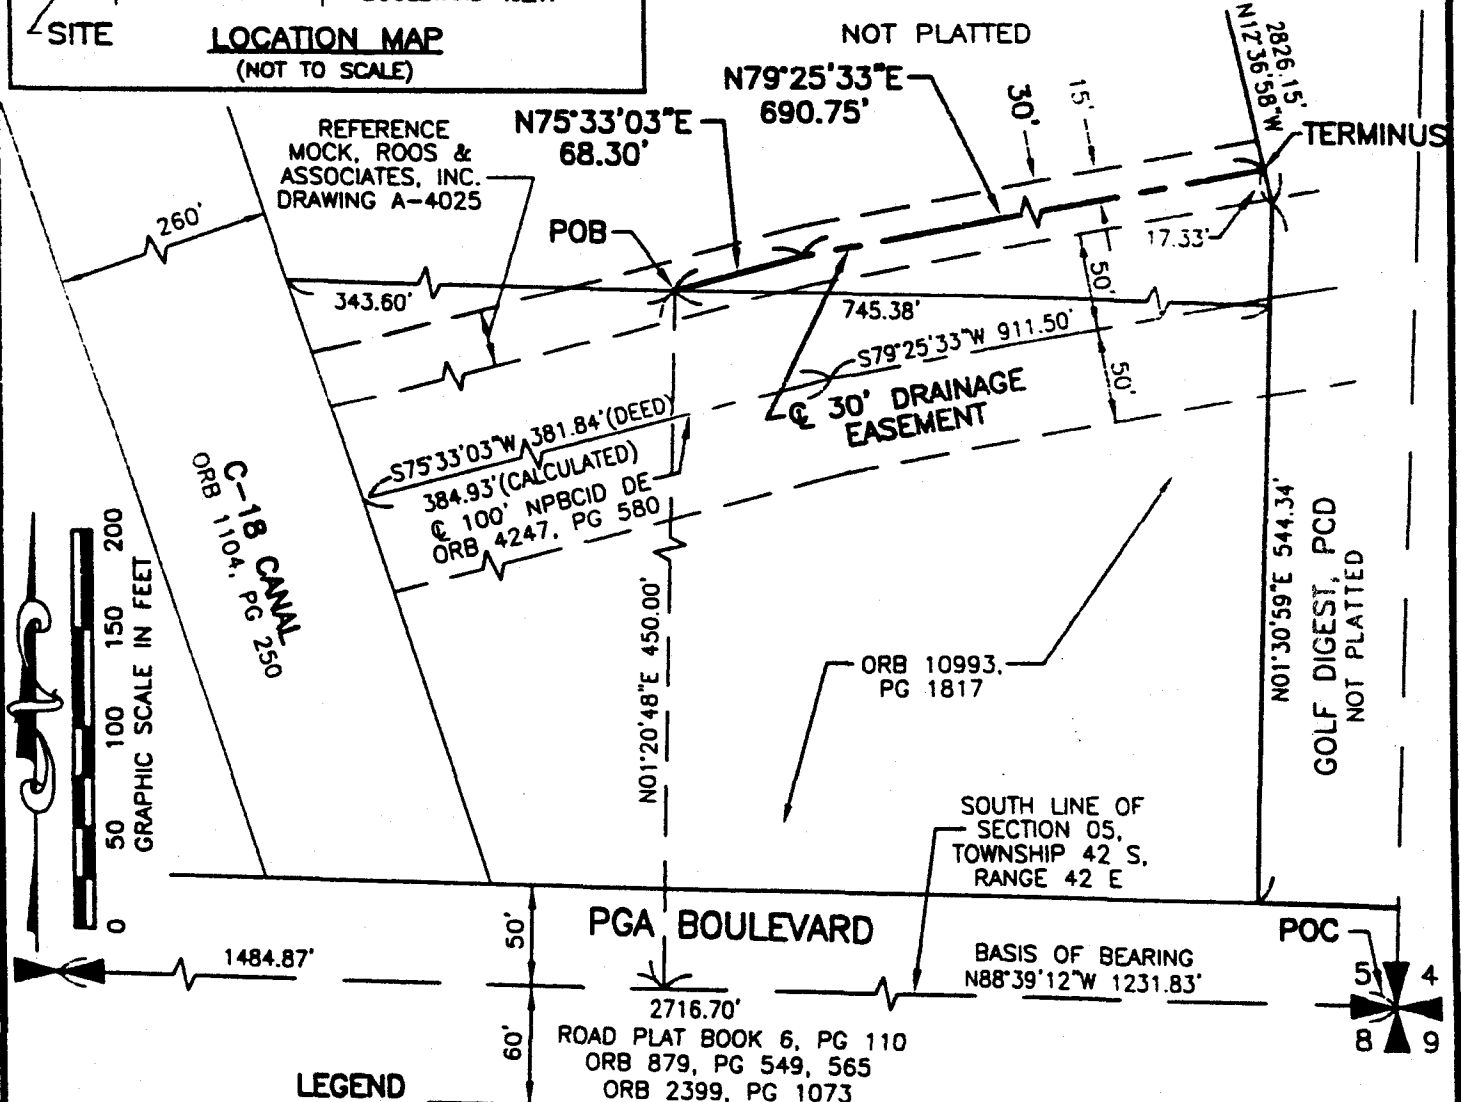 SITE
LOCATION MAP
(NOT TO SCALE)
NOT PLATTED
N79°25'33"E
690.75'
30'
15'
2826.15'
N12°36'58"W
TERMINUS
REFERENCE
MOCK, ROOS &
ASSOCIATES, INC.
DRAWING A-4025
N75°33'03"E
68.30'
260'
POB
17.33'
343.60'
745.38'
50'
S79°25'33"W 911.50'
50'
℄ 30' DRAINAGE
EASEMENT
S75°33'03"W 381.84'(DEED)
384.93'(CALCULATED)
℄ 100' NPBCID DE
ORB 4247, PG 580
C-18 CANAL
ORB 1104, PG 250
N01°20'48"E 450.00'
N01°30'59"E 544.34'
GOLF DIGEST, PCD
NOT PLATTED
0 50 100 150 200
GRAPHIC SCALE IN FEET
ORB 10993,
PG 1817
SOUTH LINE OF
SECTION 05,
TOWNSHIP 42 S,
RANGE 42 E
PGA BOULEVARD
50'
POC
1484.87'
BASIS OF BEARING
N88°39'12"W 1231.83'
5 4
8 9
2716.70'
60'
ROAD PLAT BOOK 6, PG 110
ORB 879, PG 549, 565
ORB 2399, PG 1073
LEGEND